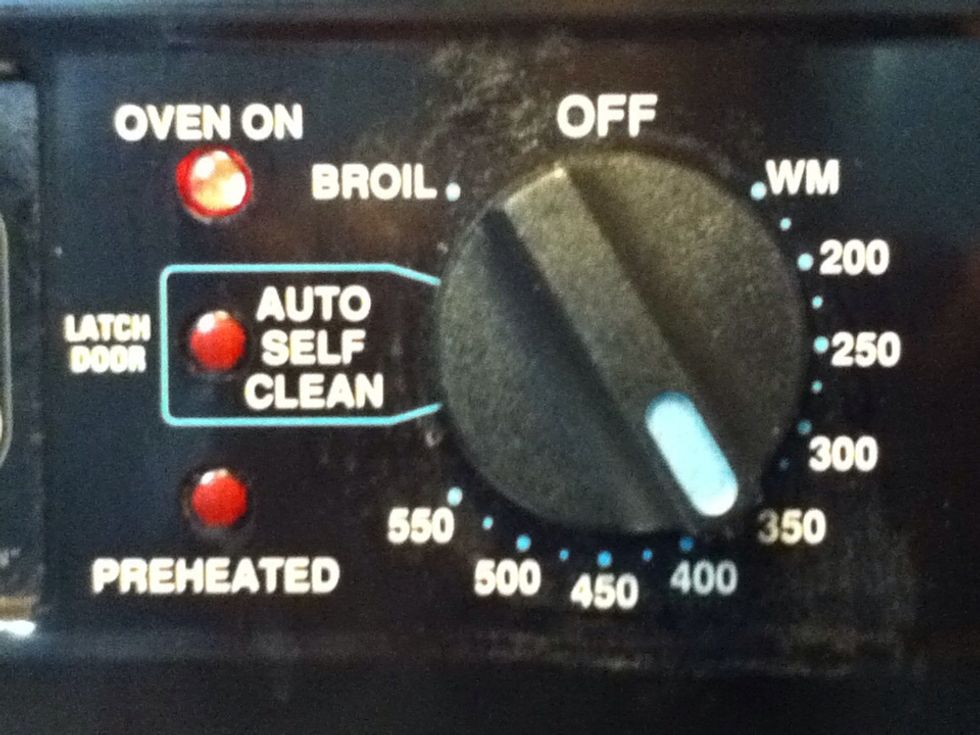 OFF
OVEN ON
BROIL
WM
200
LATCH
DOOR
AUTO
SELF
CLEAN
250
300
350
400
450
500
550
PREHEATED